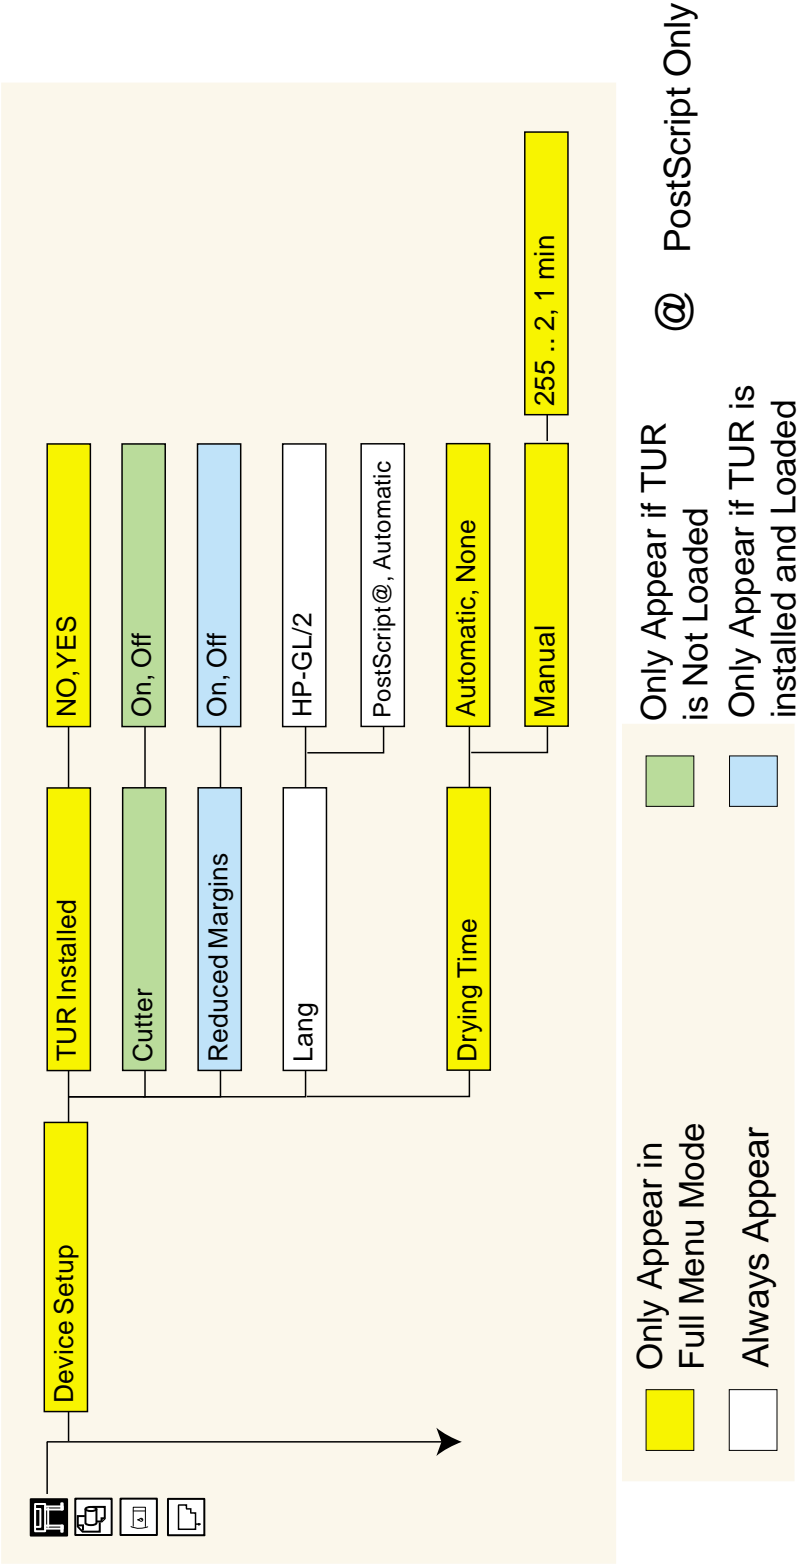 Device Setup
TUR Installed
NO,YES
Cutter
On, Off
Reduced Margins
On, Off
Lang
HP-GL/2
PostScript@, Automatic
Drying Time
Automatic, None
Manual
255 .. 2, 1 min
Only Appear in
Full Menu Mode
Always Appear
Only Appear if TUR
is Not Loaded
Only Appear if TUR is
installed and Loaded
@ PostScript Only